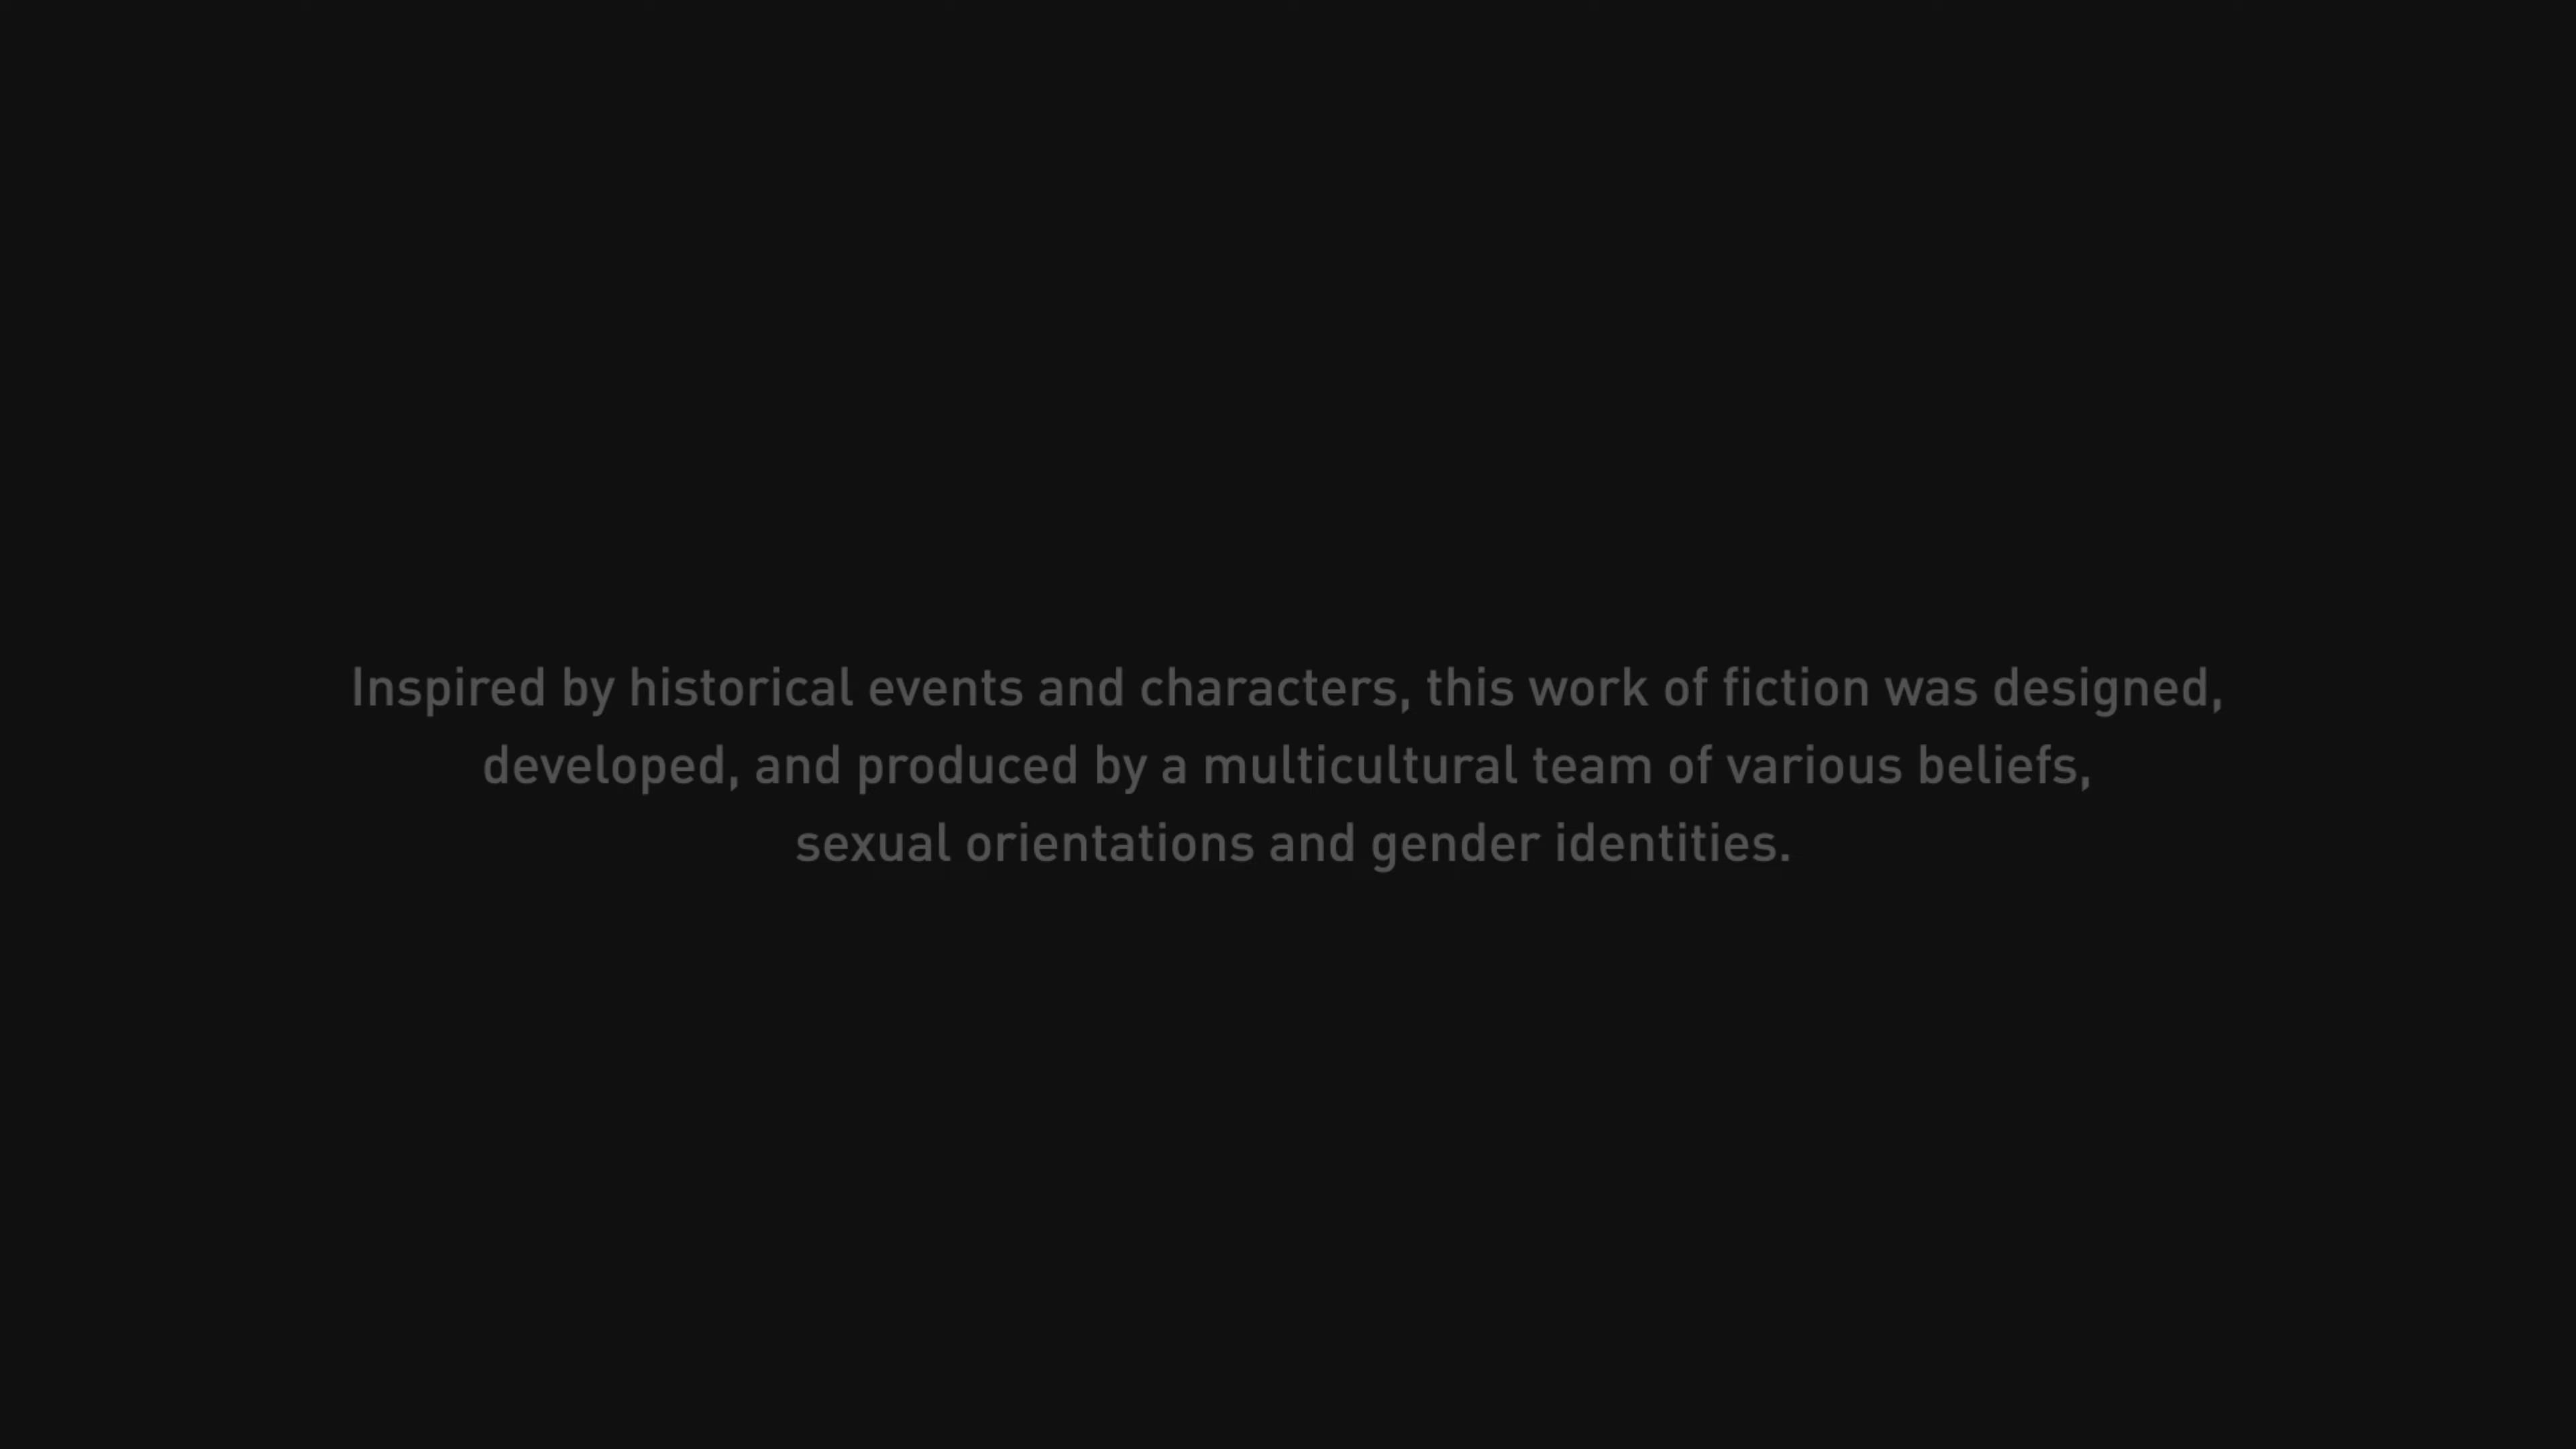 Inspired by historical events and characters, this work of fiction was designed,
developed, and produced by a multicultural team of various beliefs,
sexual orientations and gender identities.